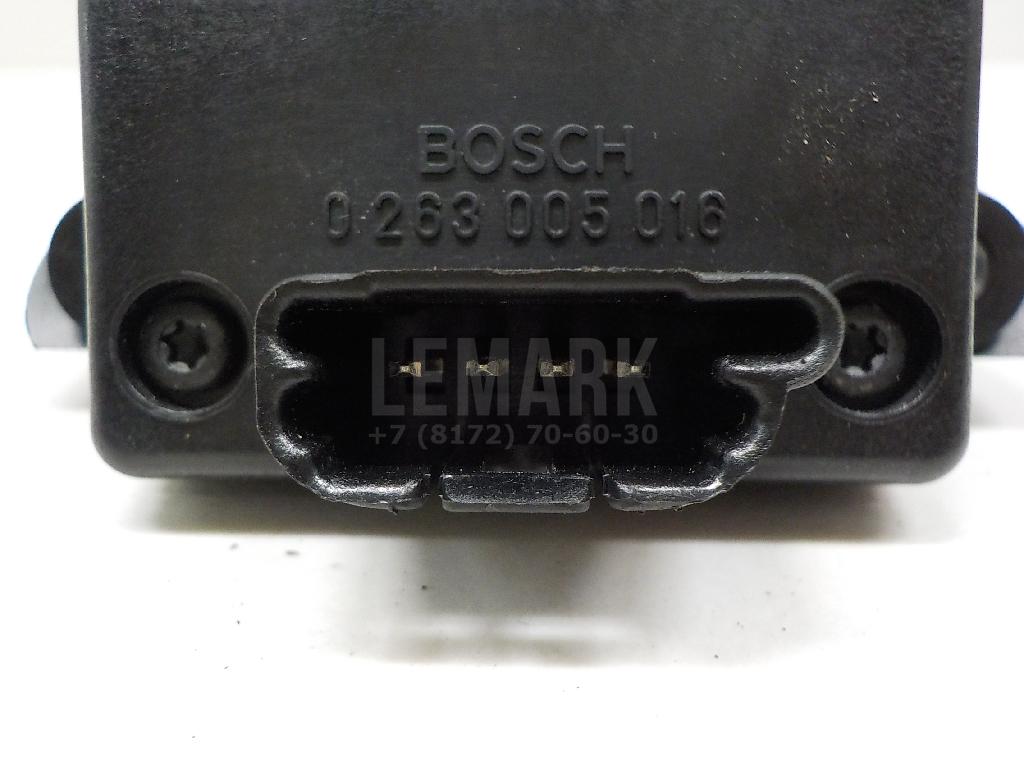 BOSCH
0 263 005 016
LEMARK
+7 (8172) 70-60-30